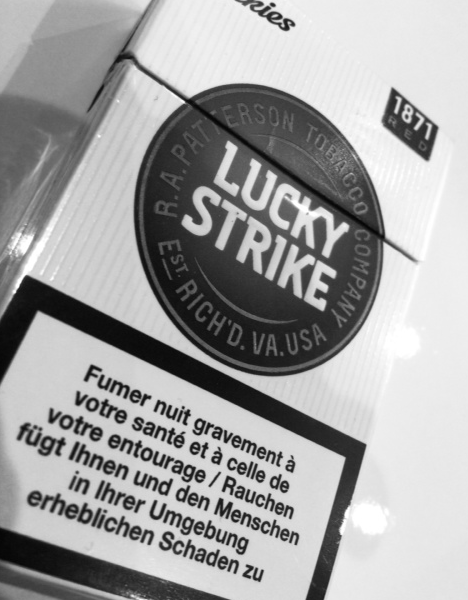 1871
RED
R.A. PATTERSON TOBACCO COMPANY
LUCKY
STRIKE
EST. RICH'D. VA. USA
Fumer nuit gravement à
votre santé et à celle de
votre entourage / Rauchen
fügt Ihnen und den Menschen
in Ihrer Umgebung
erheblichen Schaden zu